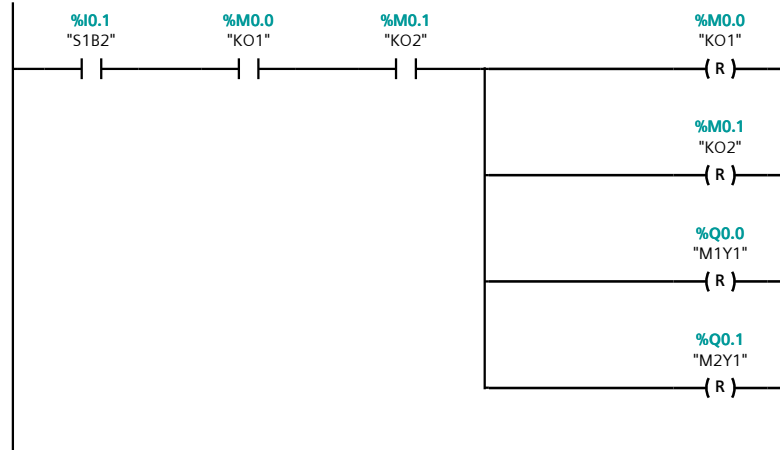 %I0.1 %M0.0 %M0.1 %M0.0
"S1B2" "KO1" "KO2" "KO1"
R
%M0.1
"KO2"
R
%Q0.0
"M1Y1"
R
%Q0.1
"M2Y1"
R